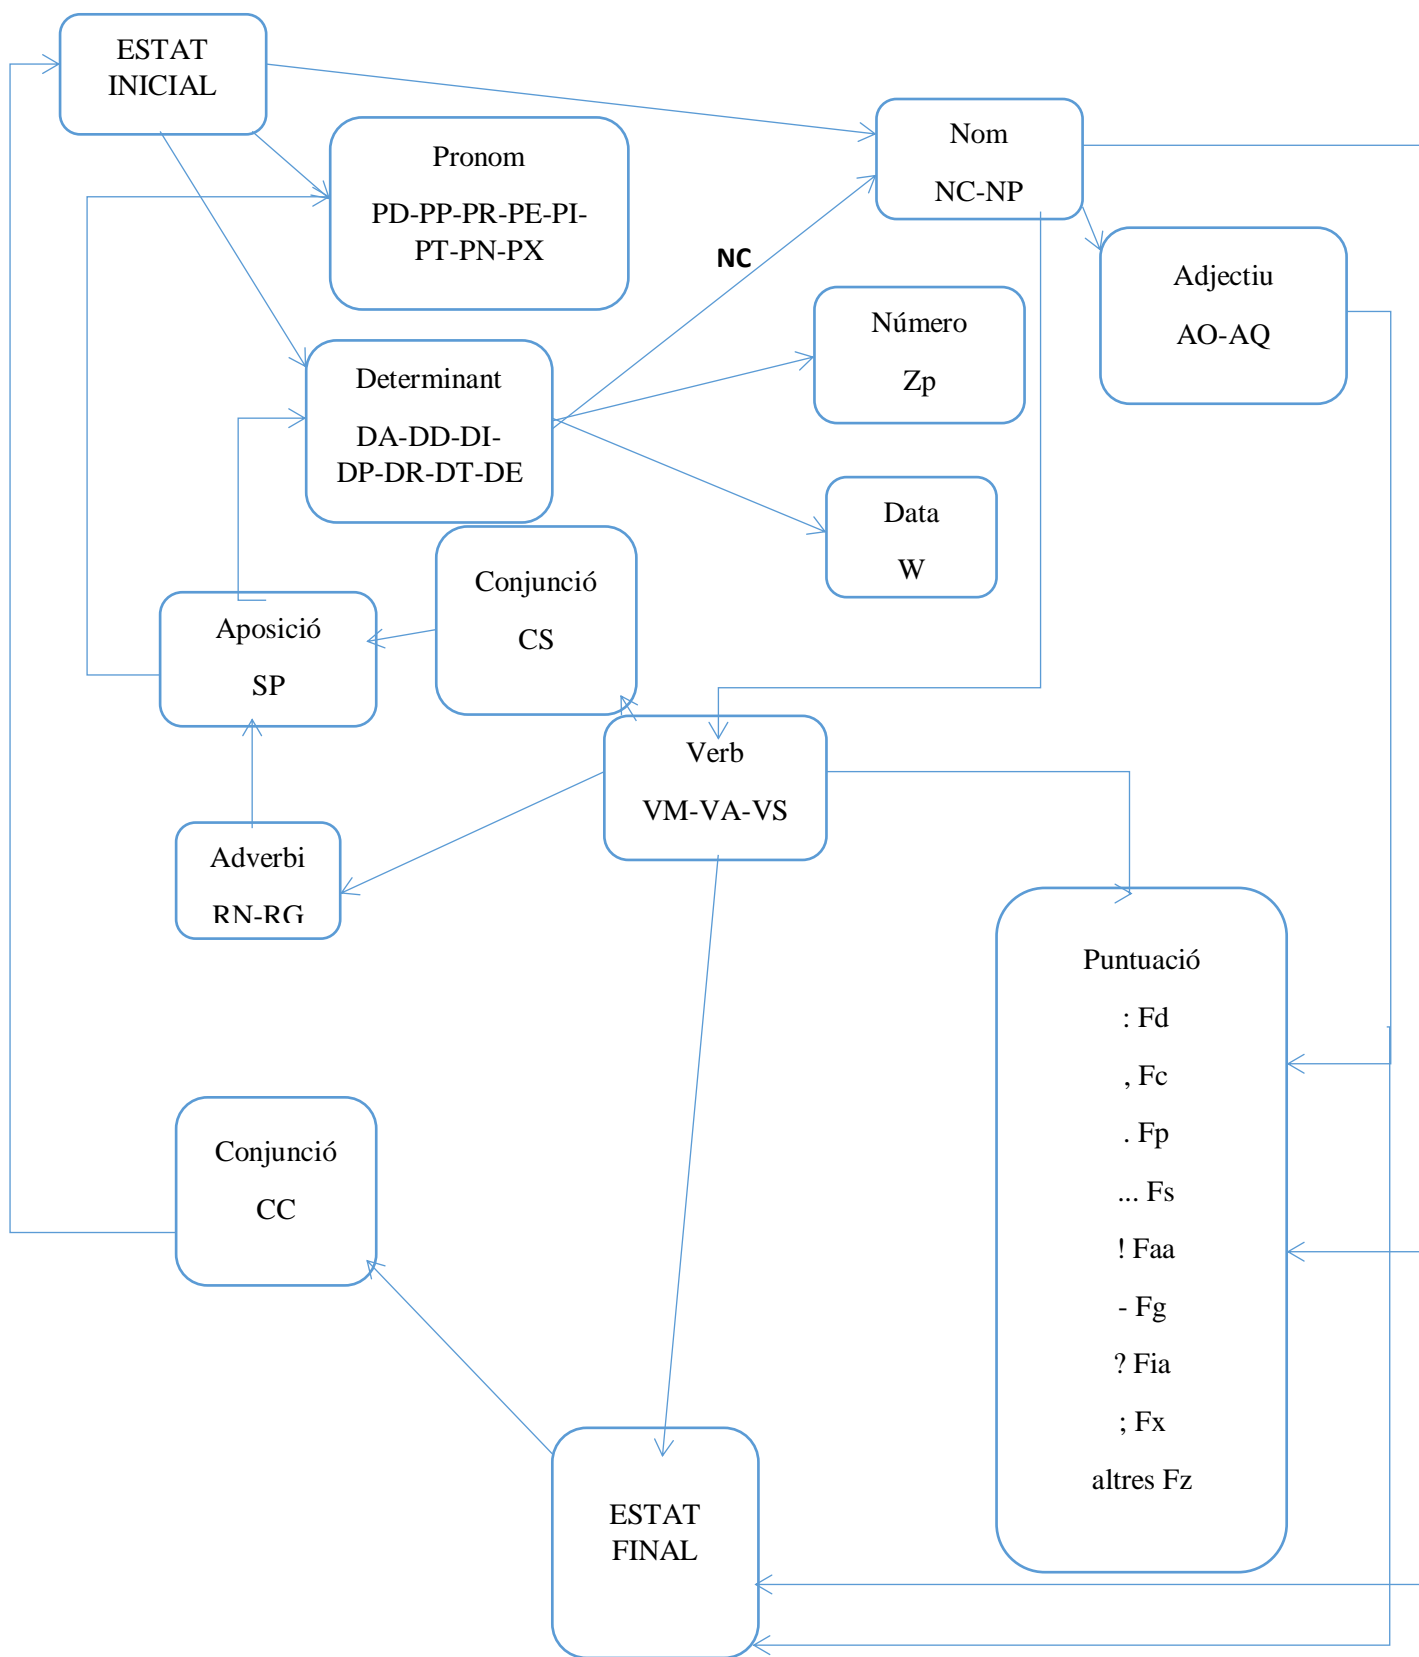 ESTAT
INICIAL
Pronom
PD-PP-PR-PE-PI-
PT-PN-PX
Nom
NC-NP
NC
Adjectiu
AO-AQ
Número
Zp
Determinant
DA-DD-DI-
DP-DR-DT-DE
Data
W
Conjunció
CS
Aposició
SP
Verb
VM-VA-VS
Adverbi
RN-RG
Puntuació
: Fd
, Fc
. Fp
... Fs
! Faa
- Fg
? Fia
; Fx
altres Fz
Conjunció
CC
ESTAT
FINAL